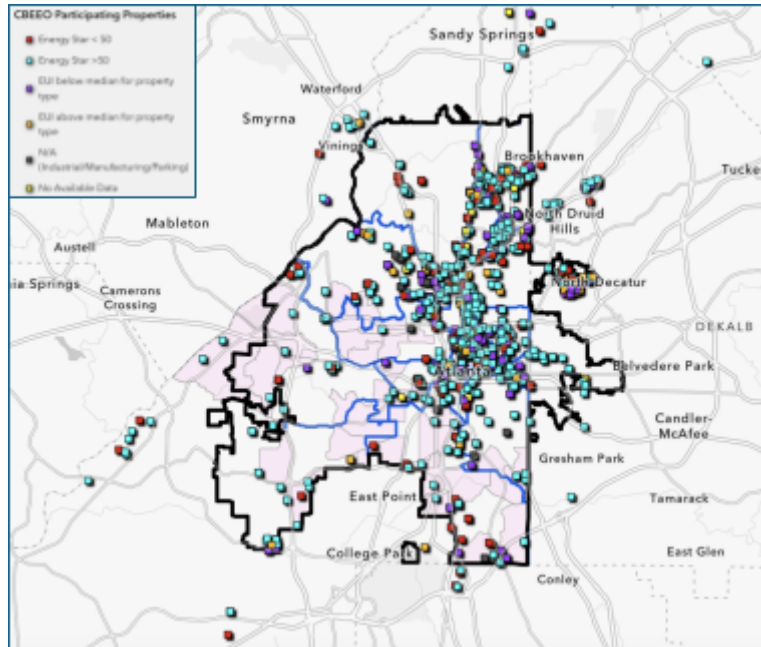 CBEEO Participating Properties
Energy Star < 50
Energy Star >50
EUI below median for property
type
EUI above median for property
type
N/A
(Industrial/Manufacturing/Parking)
No Available Data
Sandy Springs
Waterford
Smyrna
Vinings
Brookhaven
Tucke
North Druid
Hills
Mableton
Austell
nia Springs
Camerons
Crossing
North Decatur
DEKALB
Belvedere Park
Atlanta
Candler-
McAfee
Gresham Park
East Point
Tamarack
College Park
East Glen
Conley